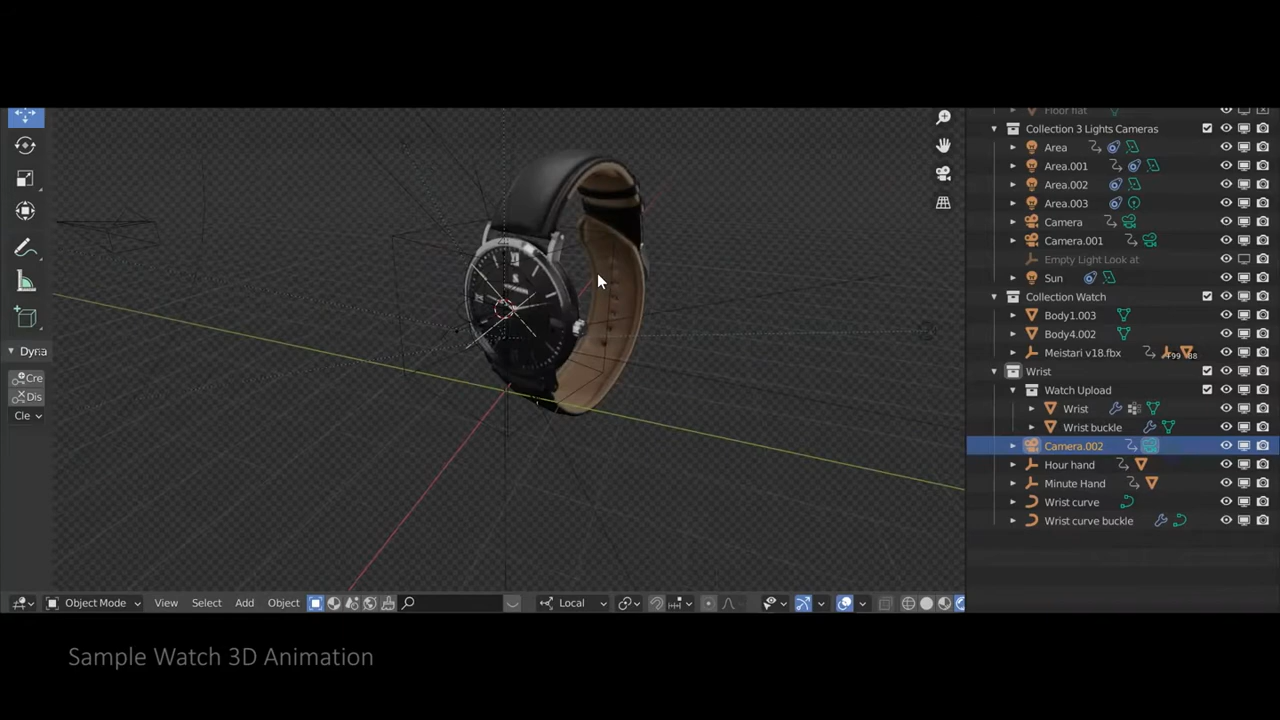 Floor flat
Collection 3 Lights Cameras
Area
Area.001
Area.002
Area.003
Camera
Camera.001
Empty Light Look at
Sun
Collection Watch
Body1.003
Body4.002
Meistari v18.fbx
Wrist
Watch Upload
Wrist
Wrist buckle
Camera.002
Hour hand
Minute Hand
Wrist curve
Wrist curve buckle
Cre
Dis
Cle
Object Mode
View
Select
Add
Object
Local
Sample Watch 3D Animation